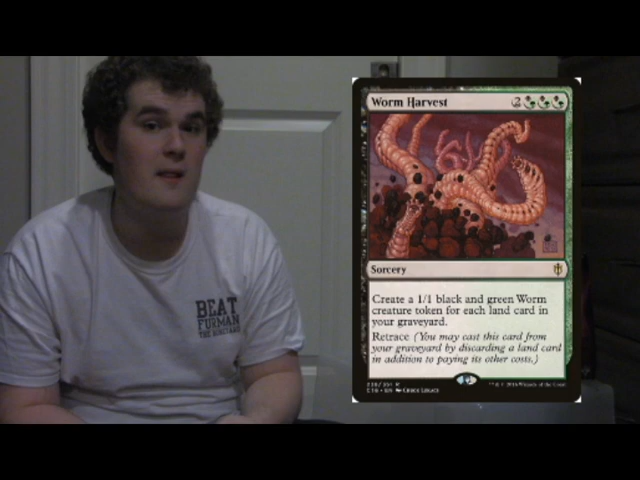 BEAT
FURMAN
Worm Harvest 2
Sorcery
Create a 1/1 black and green Worm
creature token for each land card in
your graveyard.
Retrace (You may cast this card from
your graveyard by discarding a land card
in addition to paying its other costs.)